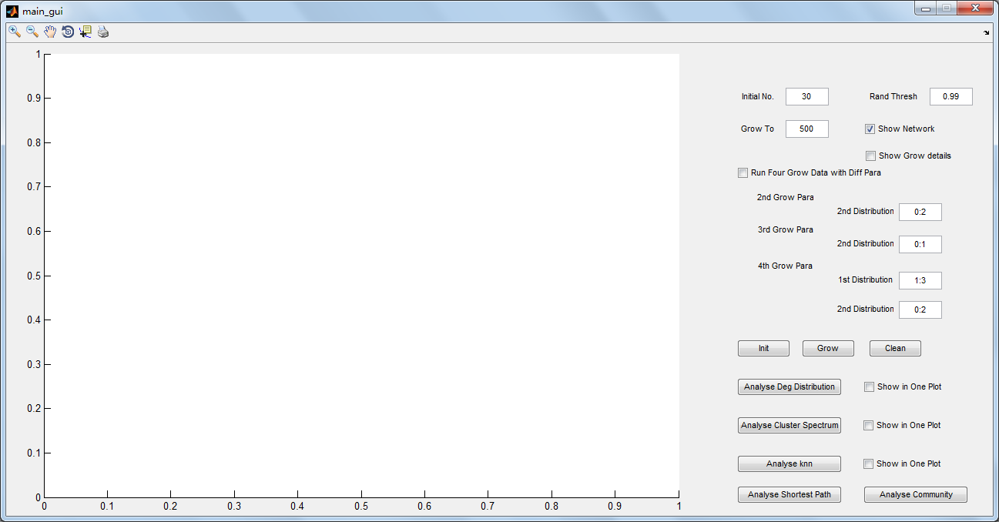 main_gui
1
0.9
0.8
0.7
0.6
0.5
0.4
0.3
0.2
0.1
0
0 0.1 0.2 0.3 0.4 0.5 0.6 0.7 0.8 0.9 1
Initial No. 30 Rand Thresh 0.99
Grow To 500 Show Network
Show Grow details
Run Four Grow Data with Diff Para
2nd Grow Para
2nd Distribution 0:2
3rd Grow Para
2nd Distribution 0:1
4th Grow Para
1st Distribution 1:3
2nd Distribution 0:2
Init Grow Clean
Analyse Deg Distribution Show in One Plot
Analyse Cluster Spectrum Show in One Plot
Analyse knn Show in One Plot
Analyse Shortest Path Analyse Community